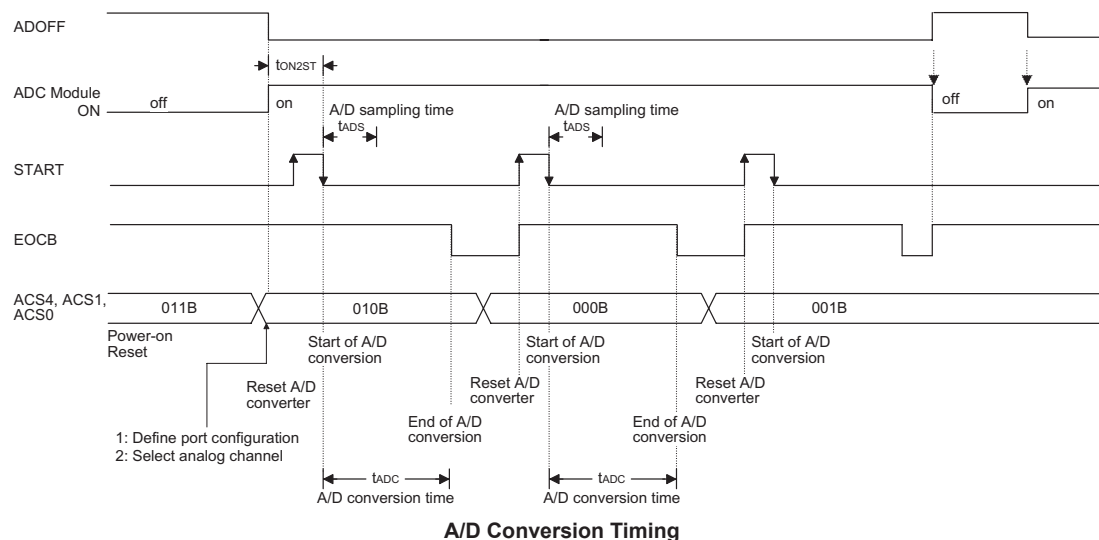 ADOFF
tON2ST
ADC Module
ON
off
on
off
on
A/D sampling time
tADS
A/D sampling time
tADS
START
EOCB
ACS4, ACS1,
ACS0
011B
010B
000B
001B
Power-on
Reset
Start of A/D
conversion
Start of A/D
conversion
Start of A/D
conversion
Reset A/D
converter
Reset A/D
converter
Reset A/D
converter
End of A/D
conversion
End of A/D
conversion
1: Define port configuration
2: Select analog channel
tADC
A/D conversion time
tADC
A/D conversion time
A/D Conversion Timing